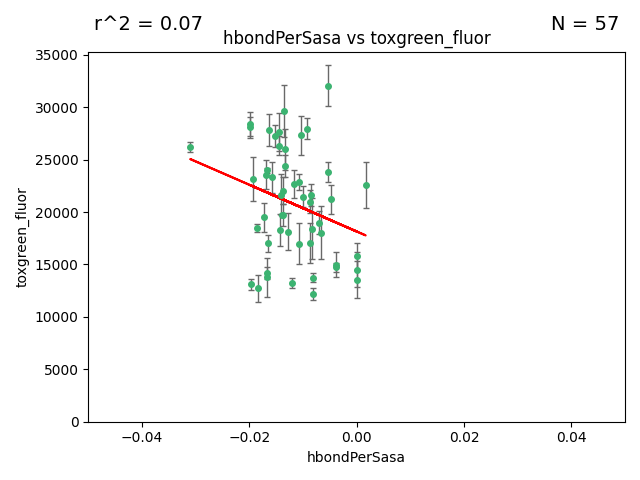 r^2 = 0.07
N = 57
hbondPerSasa vs toxgreen_fluor
35000
30000
25000
20000
15000
10000
5000
0
toxgreen_fluor
−0.04
−0.02
0.00
0.02
0.04
hbondPerSasa